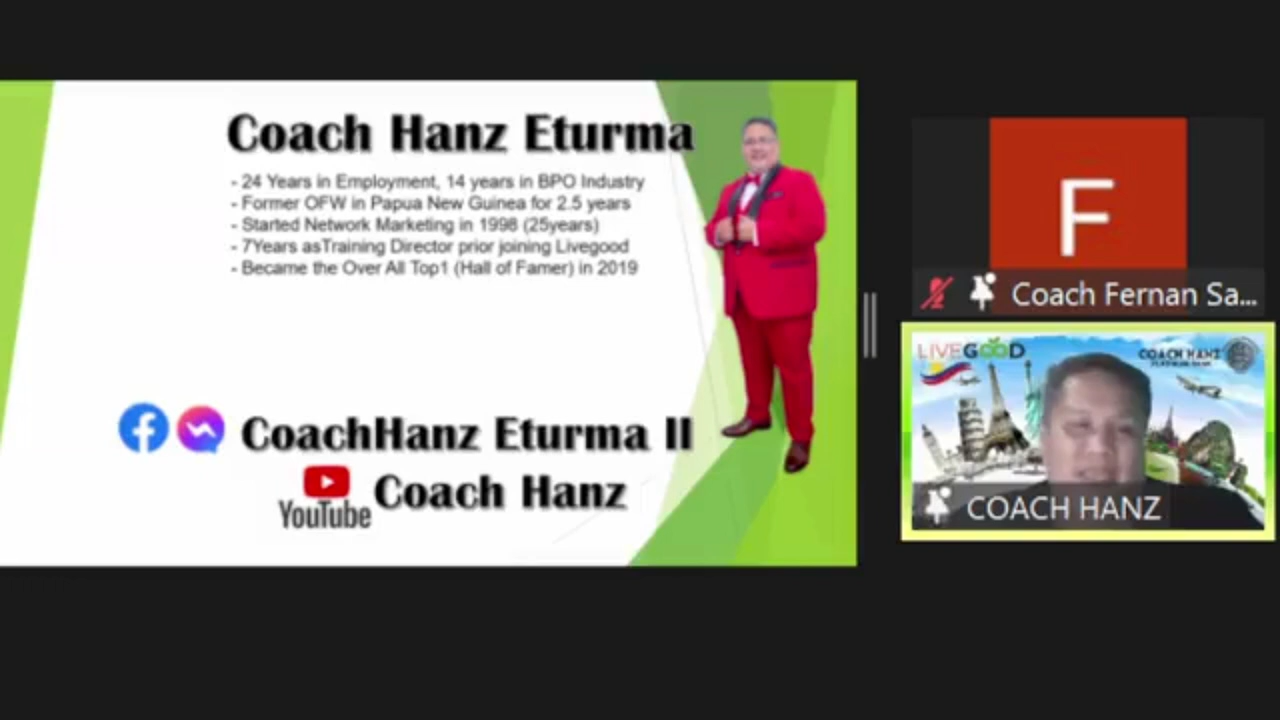 Coach Hanz Eturma
- 24 Years in Employment, 14 years in BPO Industry
- Former OFW in Papua New Guinea for 2.5 years
- Started Network Marketing in 1998 (25years)
- 7Years asTraining Director prior joining Livegood
- Became the Over All Top1 (Hall of Famer) in 2019
CoachHanz Eturma II
YouTube
Coach Hanz
F
Coach Fernan Sa...
LIVEGOOD
COACH HANZ
COACH HANZ